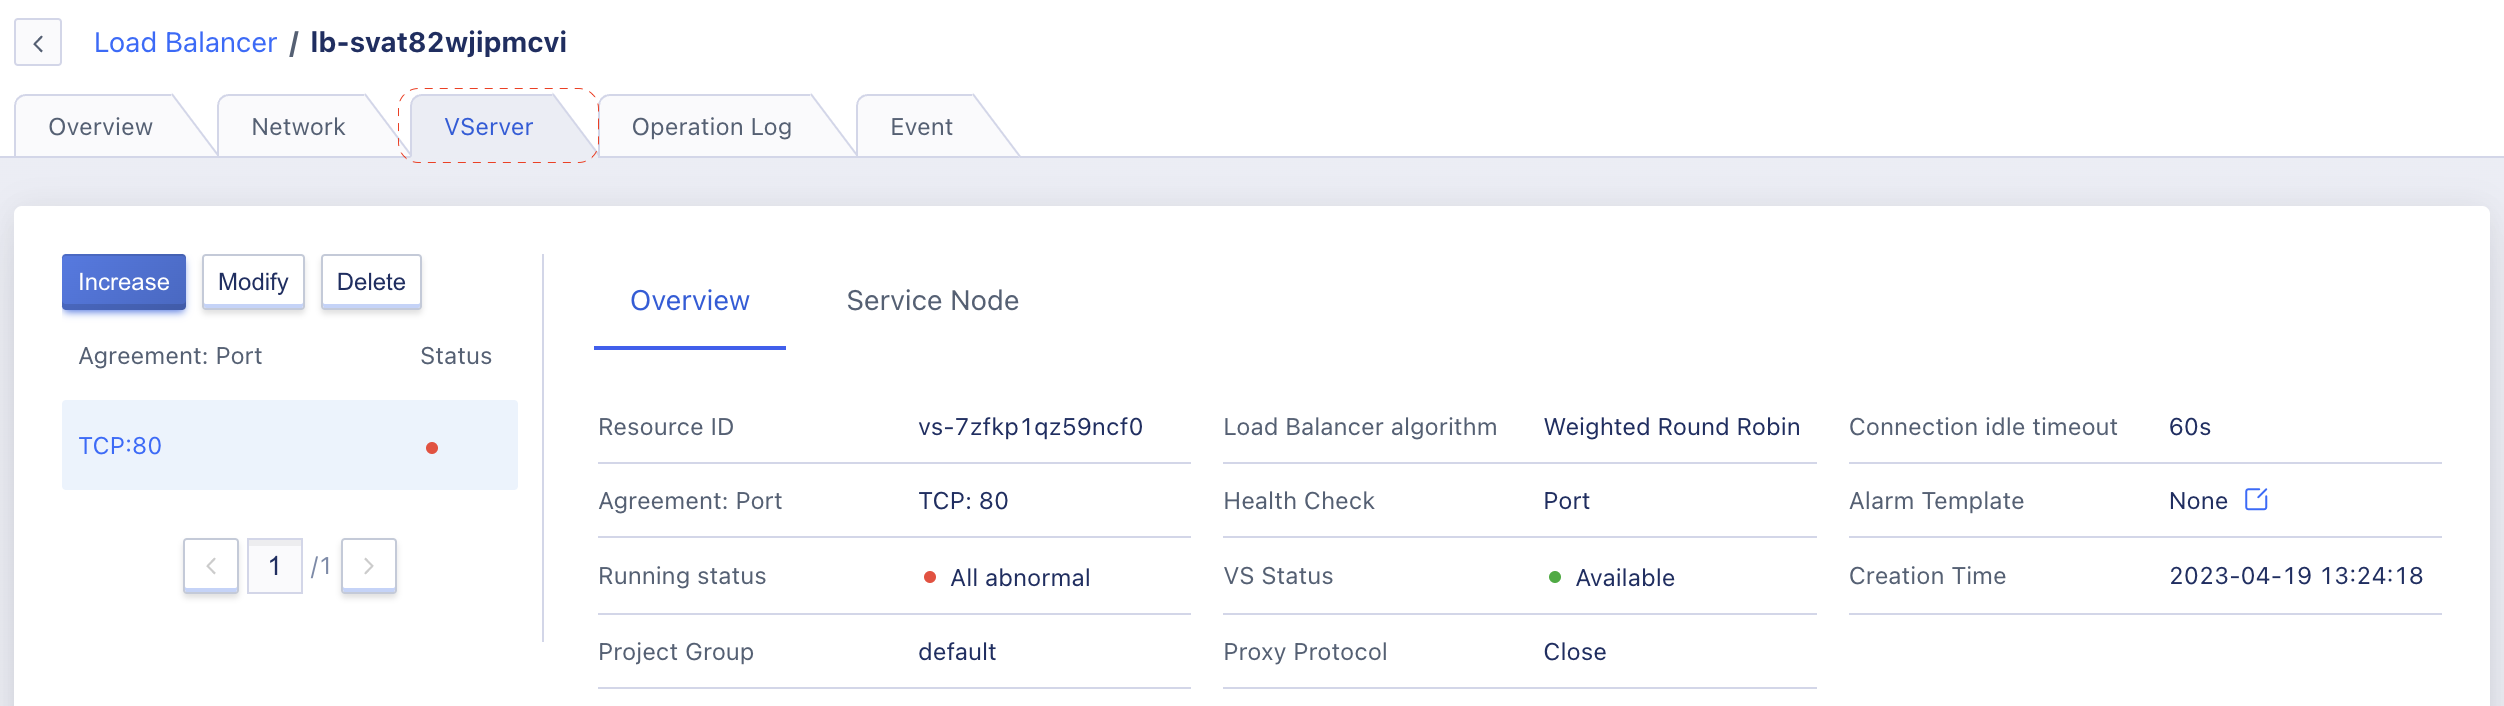 Load Balancer / lb-svat82wjipmcvi
Overview
Network
VServer
Operation Log
Event
Increase
Modify
Delete
Agreement: Port
Status
TCP:80
1
/1
Overview
Service Node
Resource ID
vs-7zfkp1qz59ncf0
Load Balancer algorithm
Weighted Round Robin
Connection idle timeout
60s
Agreement: Port
TCP: 80
Health Check
Port
Alarm Template
None
Running status
All abnormal
VS Status
Available
Creation Time
2023-04-19 13:24:18
Project Group
default
Proxy Protocol
Close